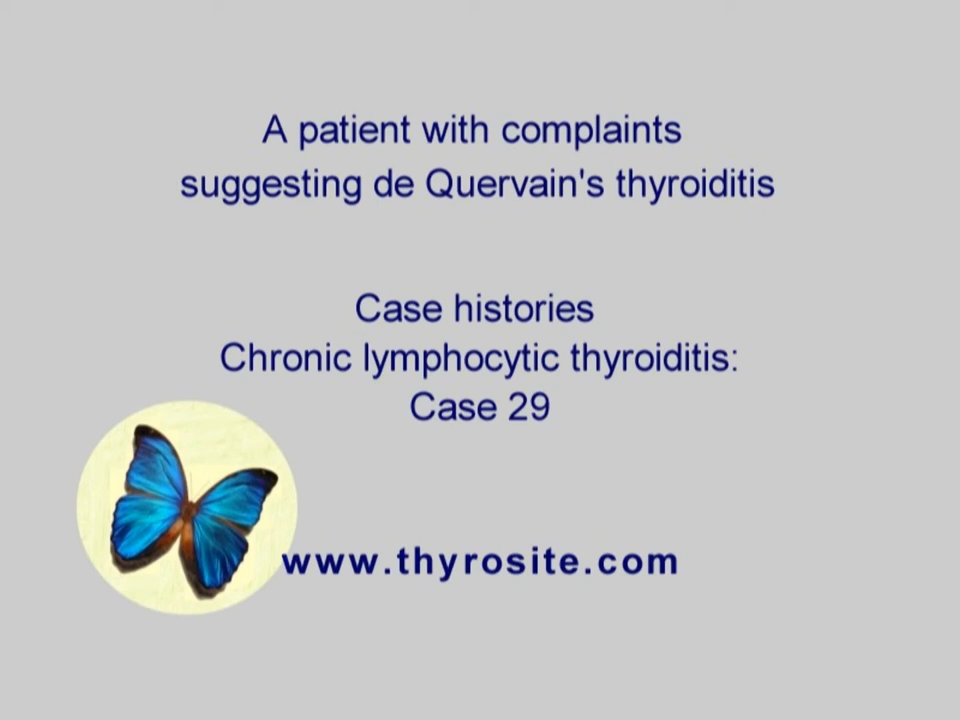 A patient with complaints
suggesting de Quervain's thyroiditis
Case histories
Chronic lymphocytic thyroiditis:
Case 29
www.thyrosite.com